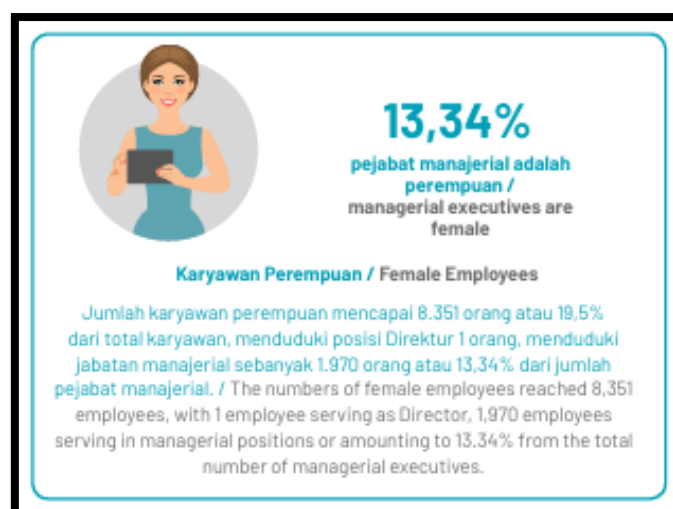 13,34%
pejabat manajerial adalah
perempuan /
managerial executives are
female
Karyawan Perempuan / Female Employees
Jumlah karyawan perempuan mencapai 8.351 orang atau 19,5%
dari total karyawan, menduduki posisi Direktur 1 orang, menduduki
jabatan manajerial sebanyak 1.970 orang atau 13,34% dari jumlah
pejabat manajerial. / The numbers of female employees reached 8,351
employees, with 1 employee serving as Director, 1,970 employees
serving in managerial positions or amounting to 13.34% from the total
number of managerial executives.